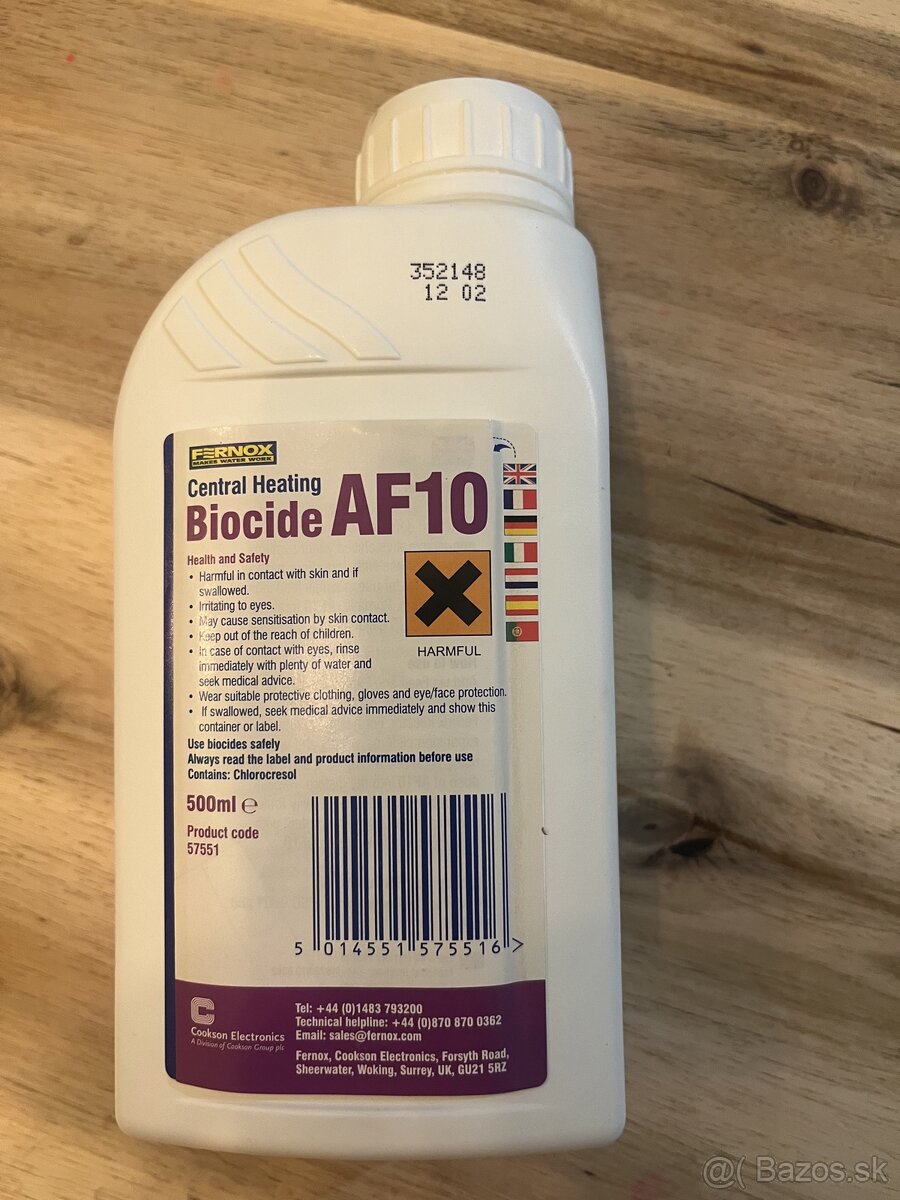 352148
12 02
FERNOX
MAKES WATER WORK
Central Heating
Biocide AF10
Health and Safety
• Harmful in contact with skin and if
swallowed.
• Irritating to eyes.
• May cause sensitisation by skin contact.
• Keep out of the reach of children.
• In case of contact with eyes, rinse
immediately with plenty of water and
seek medical advice.
• Wear suitable protective clothing, gloves and eye/face protection.
• If swallowed, seek medical advice immediately and show this
container or label.
HARMFUL
Use biocides safely
Always read the label and product information before use
Contains: Chlorocresol
500ml ℮
Product code
57551
5 014551 575516 >
Cookson Electronics
A Division of Cookson Group plc
Tel: +44 (0)1483 793200
Technical helpline: +44 (0)870 870 0362
Email: sales@fernox.com
Fernox, Cookson Electronics, Forsyth Road,
Sheerwater, Woking, Surrey, UK, GU21 5RZ
@( Bazos.sk